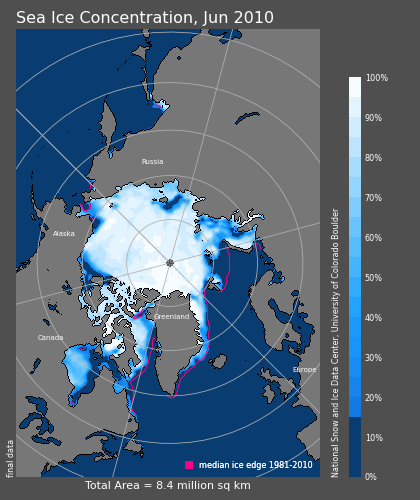 Sea Ice Concentration, Jun 2010
100%
90%
80%
70%
60%
50%
40%
30%
20%
10%
0%
Russia
Alaska
Greenland
Canada
Europe
National Snow and Ice Data Center, University of Colorado Boulder
final data
median ice edge 1981-2010
Total Area = 8.4 million sq km